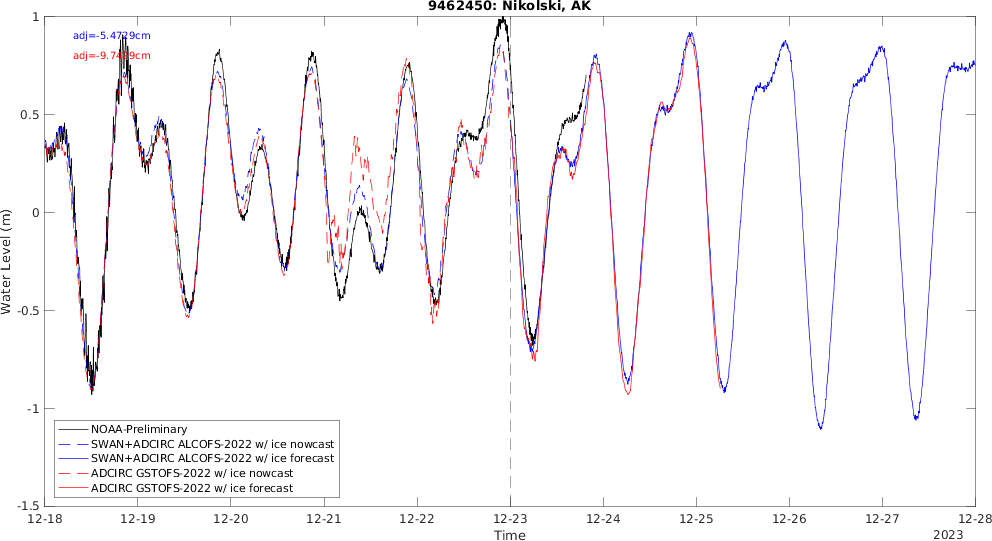 9462450: Nikolski, AK
adj=-5.4729cm
adj=-9.7499cm
Water Level (m)
1
0.5
0
-0.5
-1
-1.5
NOAA-Preliminary
SWAN+ADCIRC ALCOFS-2022 w/ ice nowcast
SWAN+ADCIRC ALCOFS-2022 w/ ice forecast
ADCIRC GSTOFS-2022 w/ ice nowcast
ADCIRC GSTOFS-2022 w/ ice forecast
12-18 12-19 12-20 12-21 12-22 12-23 12-24 12-25 12-26 12-27 12-28
Time
2023